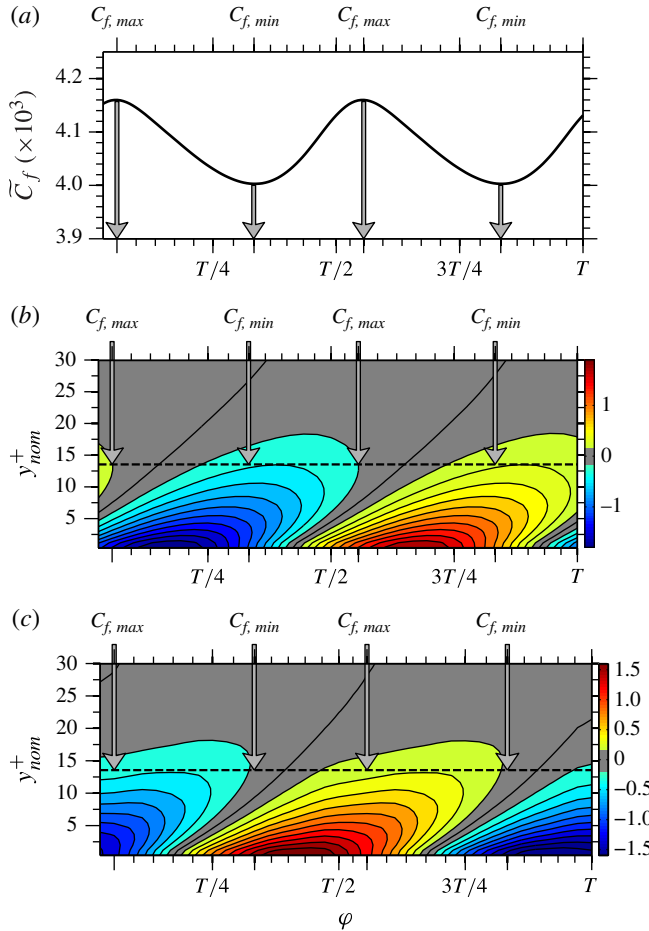 (a)
C_{f, max} C_{f, min} C_{f, max} C_{f, min}
4.2
4.1
4.0
3.9
\widetilde{C}_f (×10^3)
T/4 T/2 3T/4 T
(b)
C_{f, max} C_{f, min} C_{f, max} C_{f, min}
30
25
20
15
10
5
y^+_{nom}
1
0
−1
T/4 T/2 3T/4 T
(c)
C_{f, max} C_{f, min} C_{f, max} C_{f, min}
30
25
20
15
10
5
y^+_{nom}
1.5
1.0
0.5
0
−0.5
−1.0
−1.5
T/4 T/2 3T/4 T
φ